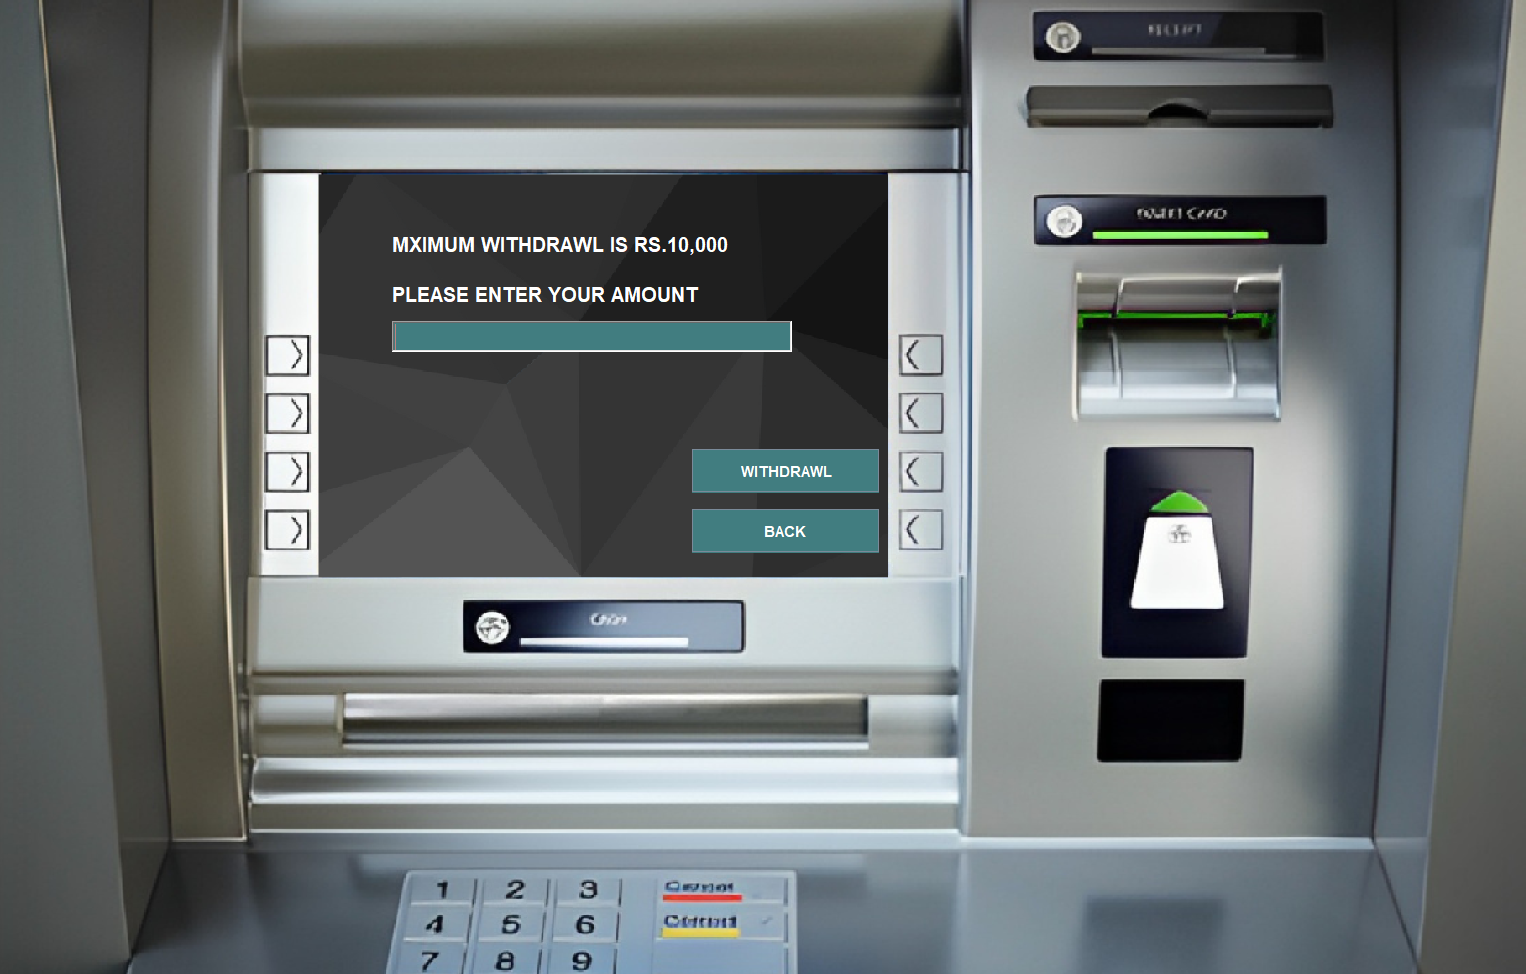 MXIMUM WITHDRAWL IS RS.10,000
PLEASE ENTER YOUR AMOUNT
WITHDRAWL
BACK
1 2 3
4 5 6
7 8 9